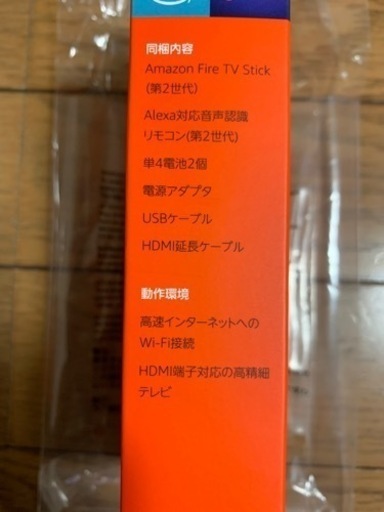 同梱内容
Amazon Fire TV Stick
(第2世代)
Alexa対応音声認識
リモコン(第2世代)
単4電池2個
電源アダプタ
USBケーブル
HDMI延長ケーブル
動作環境
高速インターネットへの
Wi-Fi接続
HDMI端子対応の高精細
テレビ